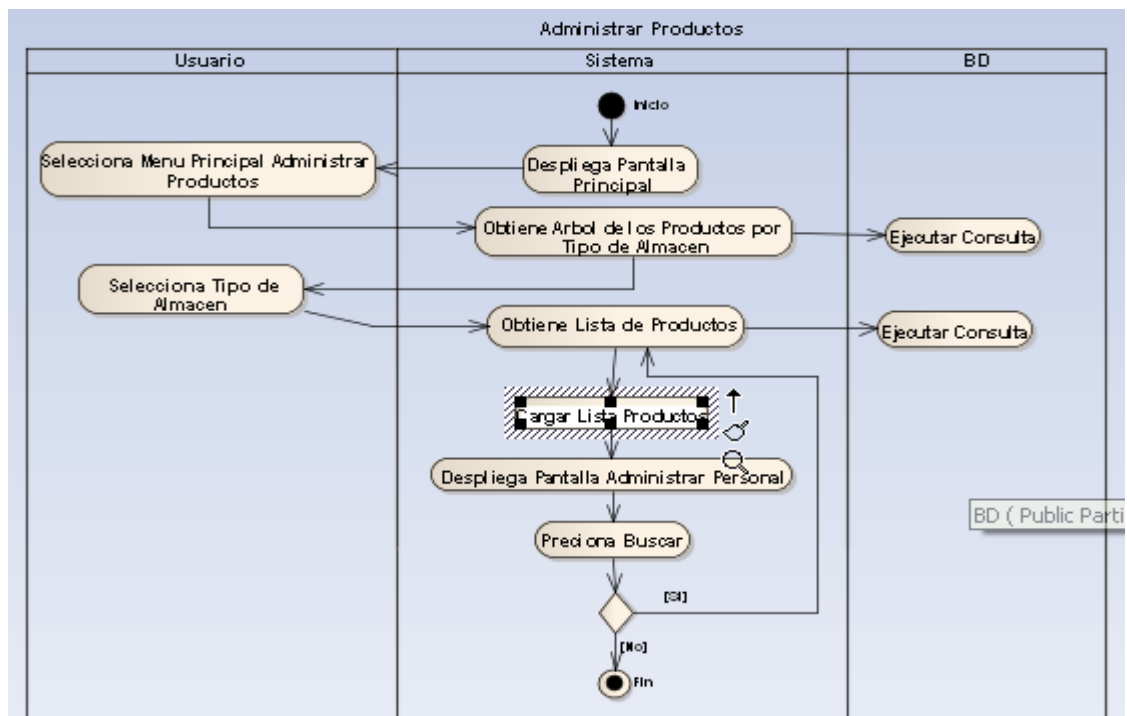 Administrar Productos
Usuario
Sistema
BD
Inicio
Despliega Pantalla
Principal
Selecciona Menu Principal Administrar
Productos
Obtiene Arbol de los Productos por
Tipo de Almacen
Ejecutar Consulta
Selecciona Tipo de
Almacen
Obtiene Lista de Productos
Ejecutar Consulta
Cargar Lista Productos
Despliega Pantalla Administrar Personal
BD ( Public Parti
Preciona Buscar
[Si]
[No]
Fin